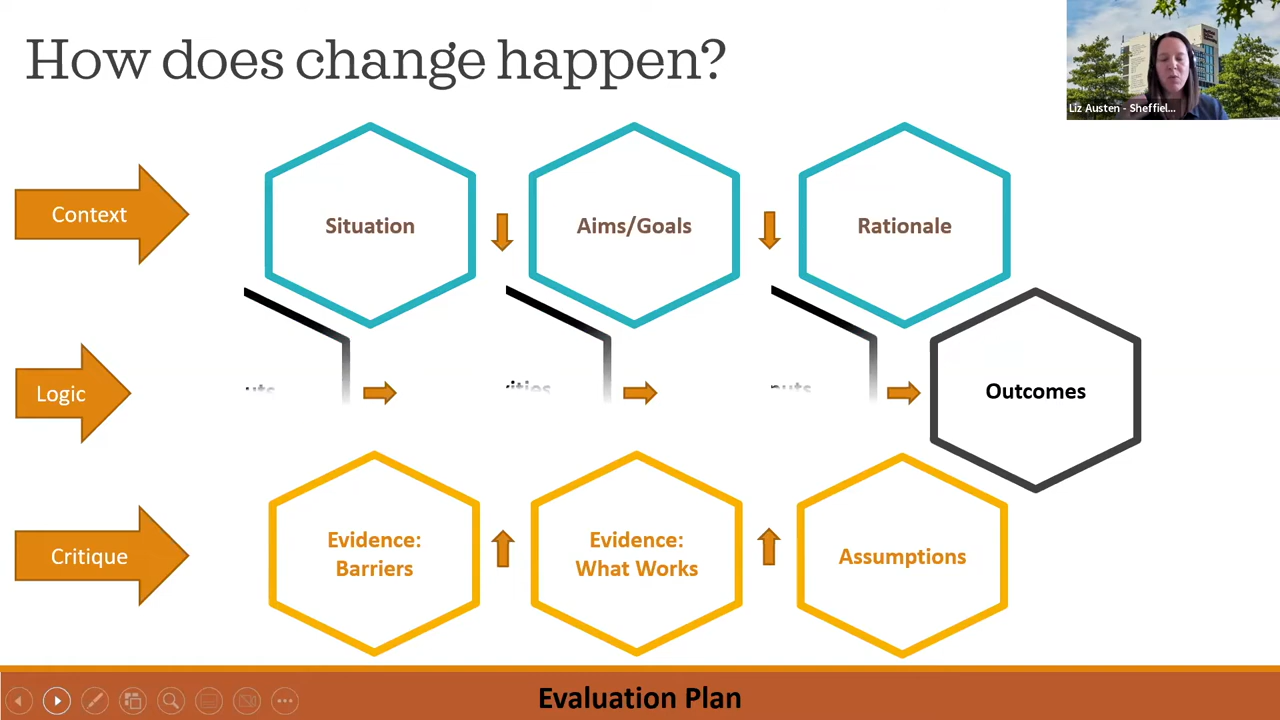 How does change happen?
Liz Austen - Sheffiel...
Context
Situation
Aims/Goals
Rationale
Logic
Outcomes
Critique
Evidence:
Barriers
Evidence:
What Works
Assumptions
Evaluation Plan